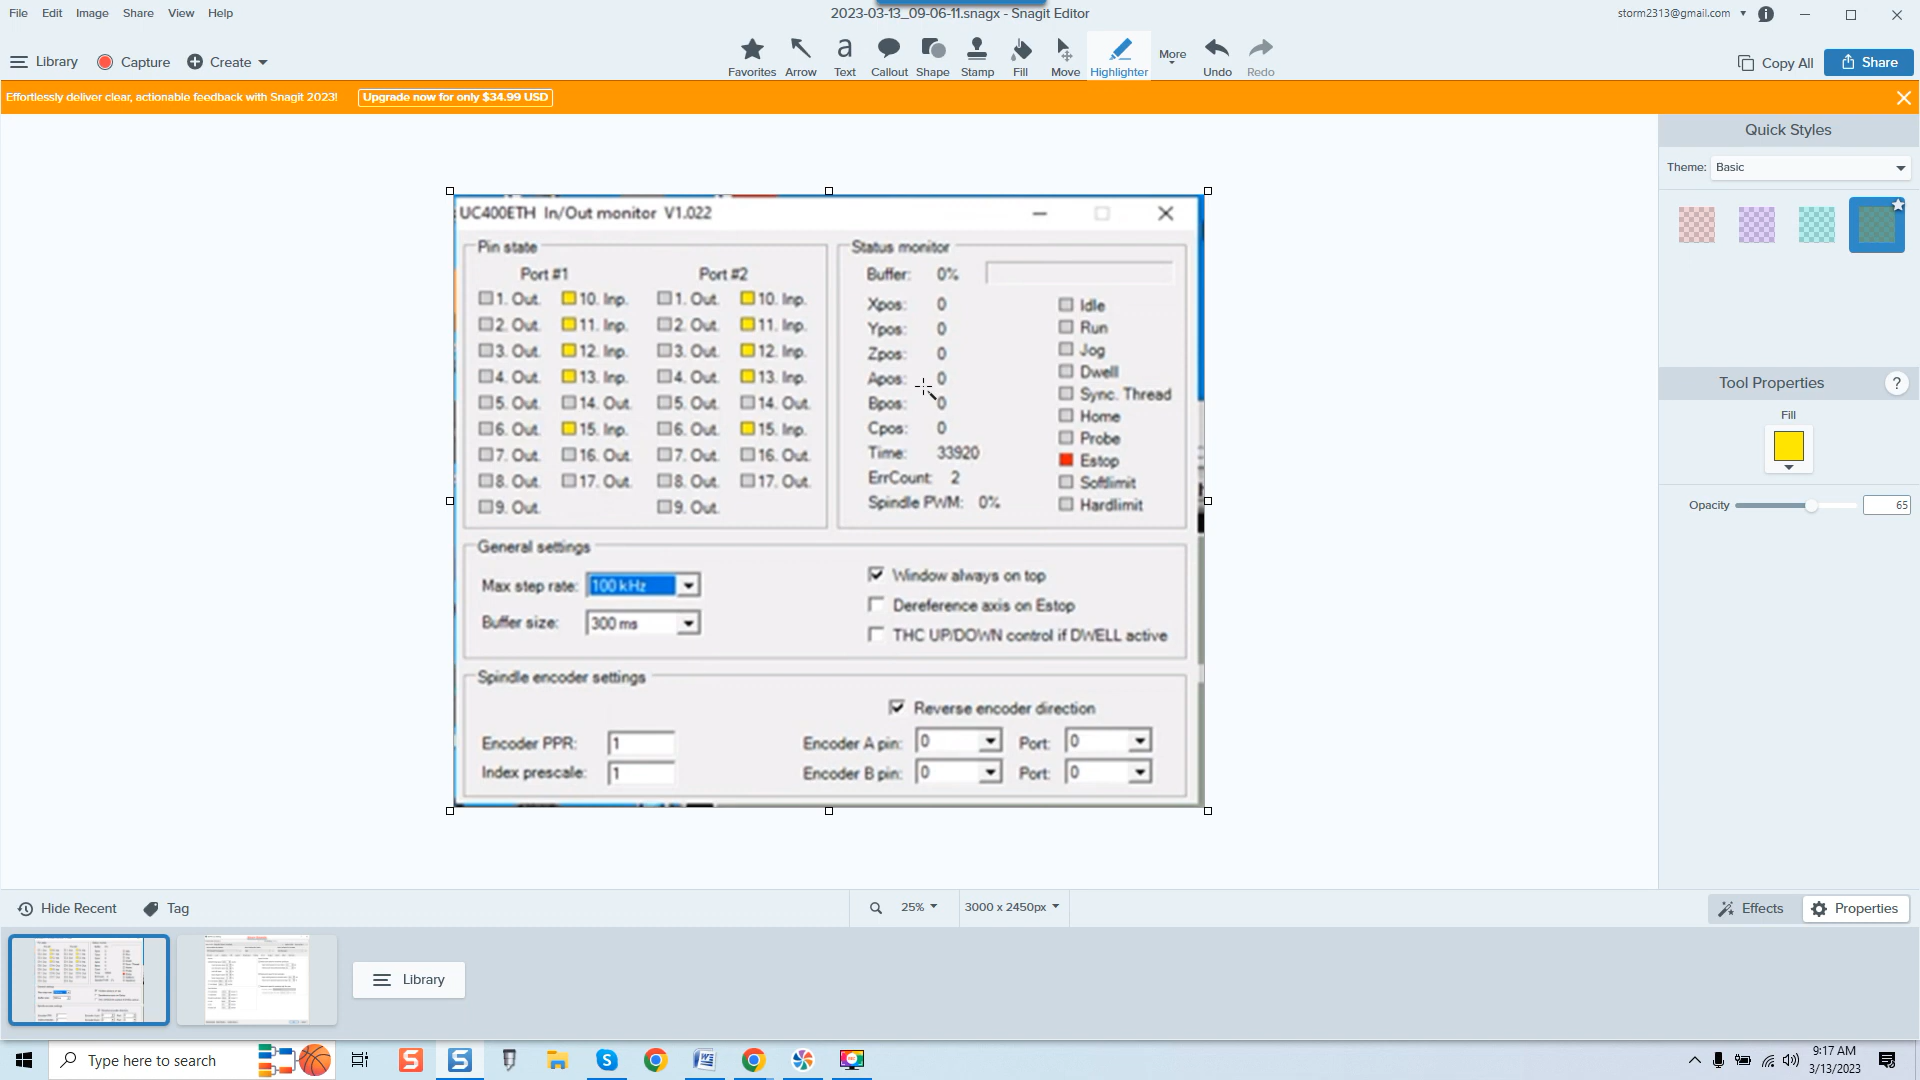 File Edit Image Share View Help
2023-03-13_09-06-11.snagx - Snagit Editor
storm2313@gmail.com
Library Capture Create
Favorites Arrow Text Callout Shape Stamp Fill Move Highlighter More Undo Redo
Copy All Share
Effortlessly deliver clear, actionable feedback with Snagit 2023! Upgrade now for only $34.99 USD
Quick Styles
Theme: Basic
Tool Properties ?
Fill
Opacity 65
UC400ETH In/Out monitor V1.022
Pin state
Port #1 Port #2
1. Out. 10. Inp. 1. Out. 10. Inp.
2. Out. 11. Inp. 2. Out. 11. Inp.
3. Out. 12. Inp. 3. Out. 12. Inp.
4. Out. 13. Inp. 4. Out. 13. Inp.
5. Out. 14. Out. 5. Out. 14. Out.
6. Out. 15. Inp. 6. Out. 15. Inp.
7. Out. 16. Out. 7. Out. 16. Out.
8. Out. 17. Out. 8. Out. 17. Out.
9. Out. 9. Out.
Status monitor
Buffer: 0%
Xpos: 0
Ypos: 0
Zpos: 0
Apos: 0
Bpos: 0
Cpos: 0
Time: 33920
ErrCount: 2
Spindle PWM: 0%
Idle
Run
Jog
Dwell
Sync. Thread
Home
Probe
Estop
Softlimit
Hardlimit
General settings
Max step rate: 100 kHz
Buffer size: 300 ms
Window always on top
Dereference axis on Estop
THC UP/DOWN control if DWELL active
Spindle encoder settings
Reverse encoder direction
Encoder PPR: 1 Encoder A pin: 0 Port: 0
Index prescale: 1 Encoder B pin: 0 Port: 0
Hide Recent Tag
25% 3000 x 2450px
Effects Properties
Library
Type here to search
9:17 AM
3/13/2023